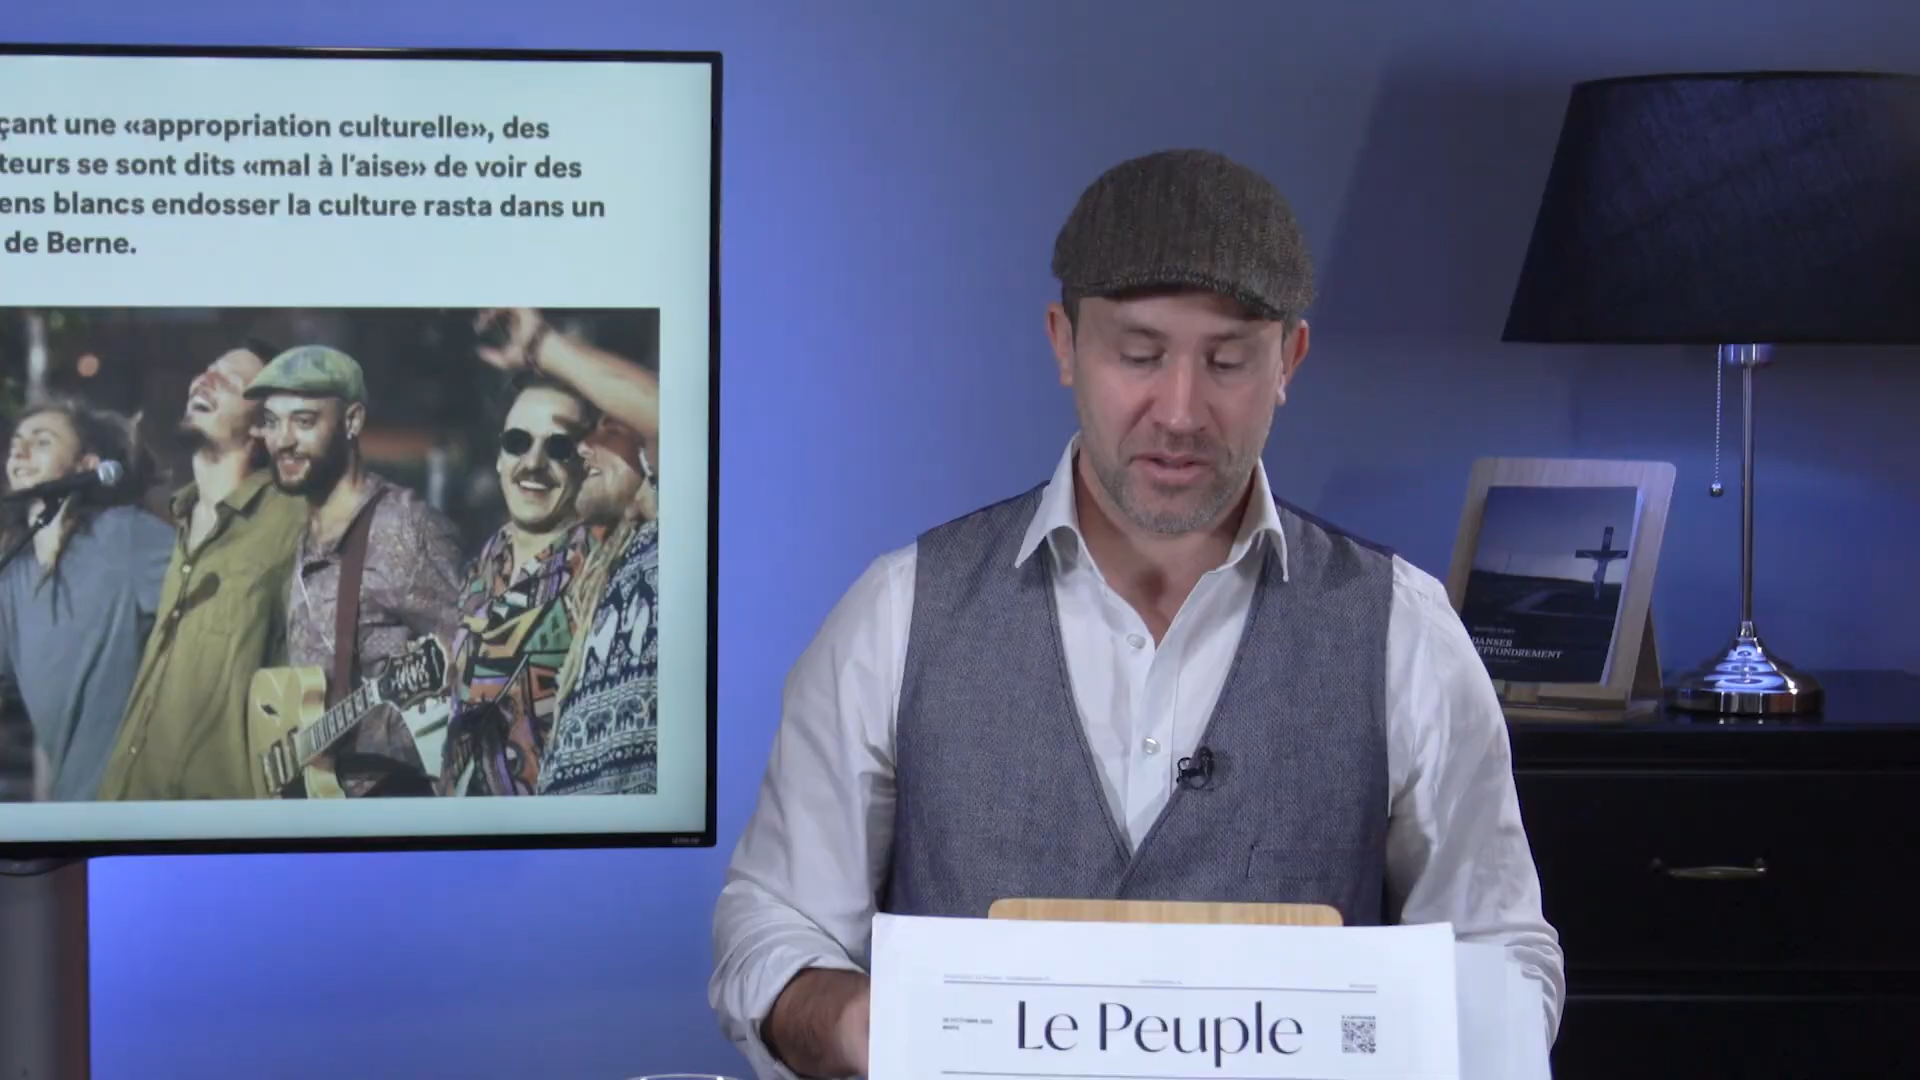 çant une «appropriation culturelle», des
teurs se sont dits «mal à l'aise» de voir des
ens blancs endosser la culture rasta dans un
de Berne.
DANSER
EFFONDREMENT
Le Peuple